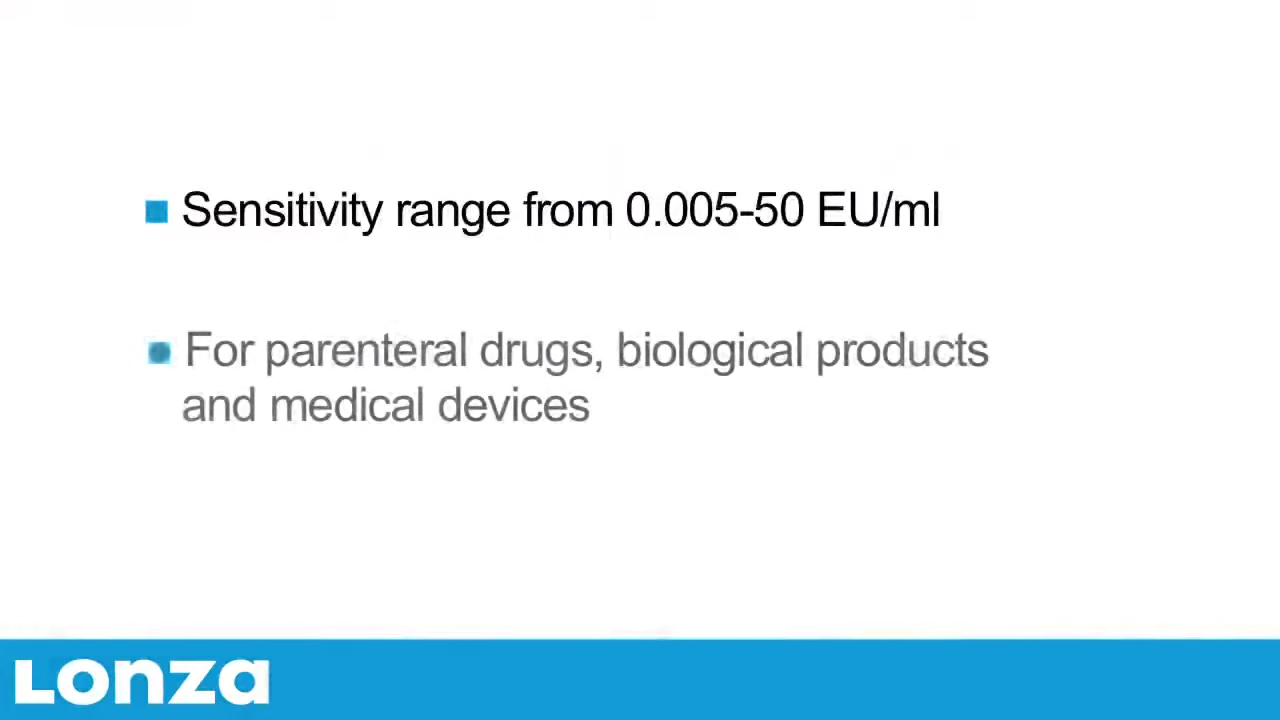 Sensitivity range from 0.005-50 EU/ml
For parenteral drugs, biological products
and medical devices
Lonza